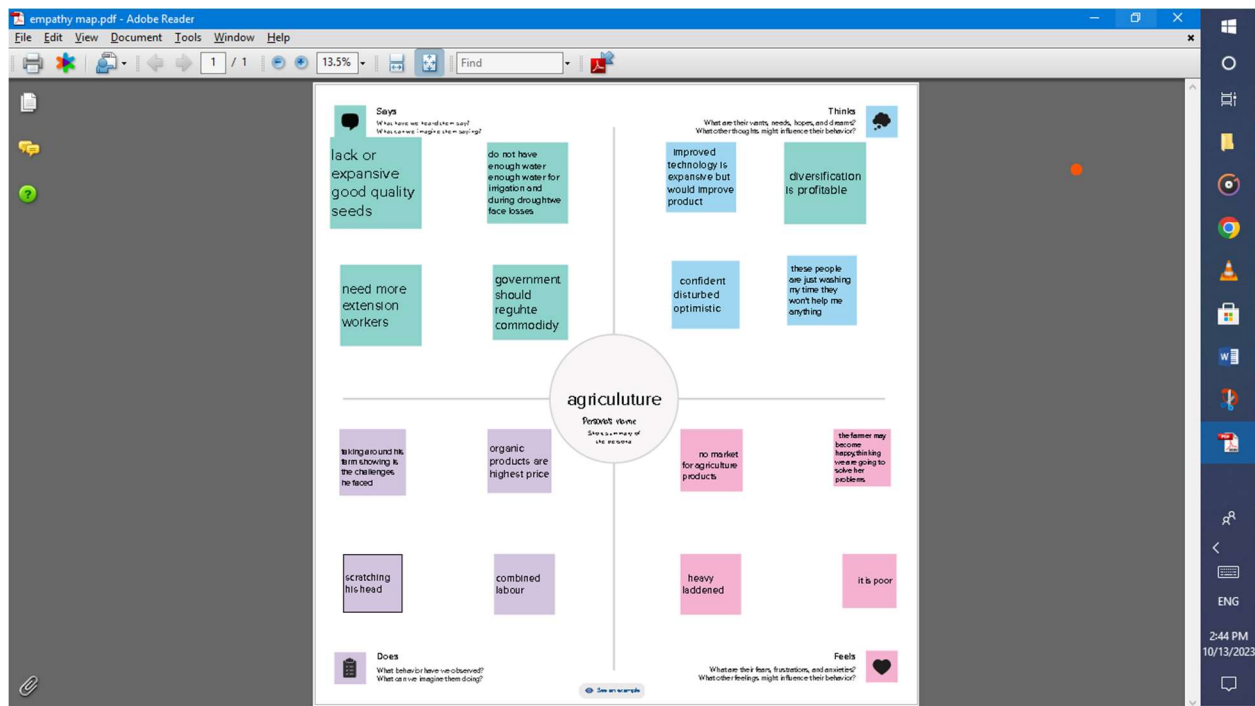 empathy map.pdf - Adobe Reader
File Edit View Document Tools Window Help
1 / 1
13.5%
Find
Says
What have we heard them say?
What can we imagine them saying?
lack or
expansive
good quality
seeds
do not have
enough water
enough water for
irrigation and
during droughtwe
face losses
need more
extension
workers
government
should
reguhte
commodidy
Thinks
What are their wants, needs, hopes, and dreams?
What other thoughts might influence their behavior?
improved
technology is
expansive but
would improve
product
diversification
is profitable
confident
disturbed
optimistic
these people
are just washing
my time they
won't help me
anything
agriculuture
Persona's name
Short summary of
the persona
taking around his
farm showing is
the challenges
he faced
organic
products are
highest price
scratching
his head
combined
labour
Does
What behavior have we observed?
What can we imagine them doing?
no market
for agriculture
products
the farmer may
become
happy,thinking
we are going to
solve her
problems
heavy
laddened
it is poor
Feels
What are their fears, frustrations, and anxieties?
What other feelings might influence their behavior?
See an example
ENG
2:44 PM
10/13/2023